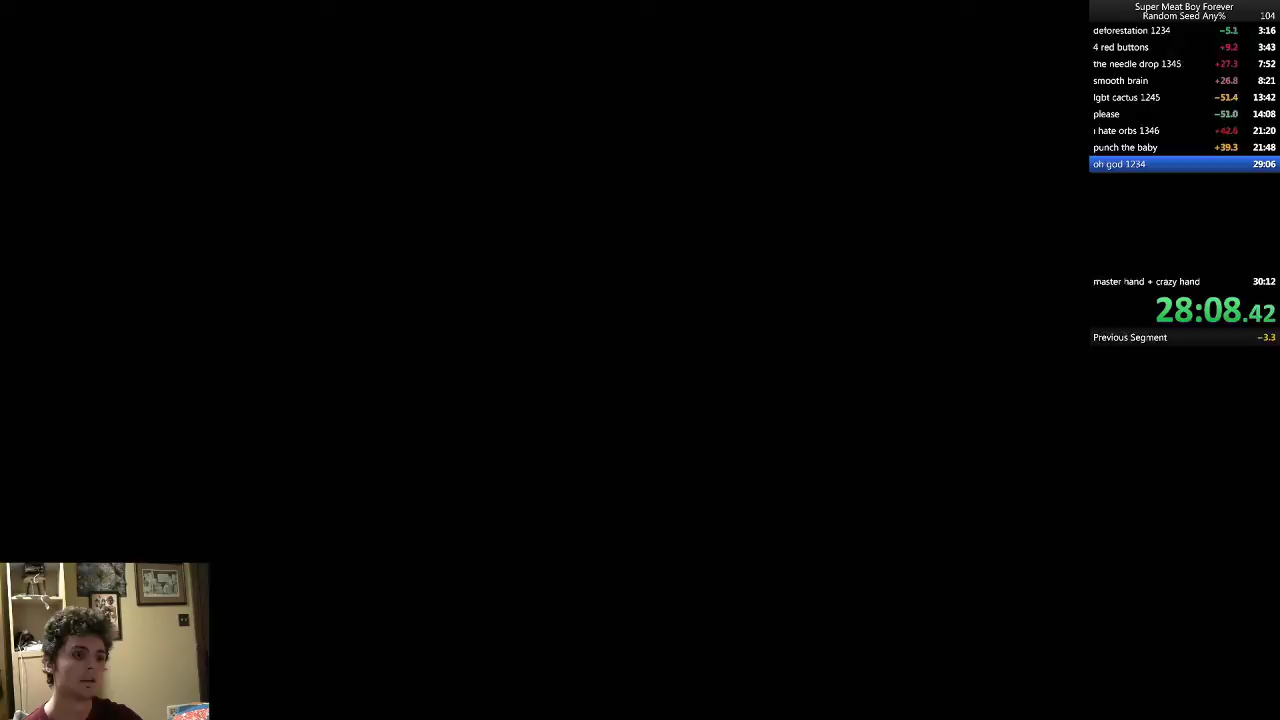 Super Meat Boy Forever
Random Seed Any% 104
deforestation 1234 −5.1 3:16
4 red buttons +9.2 3:43
the needle drop 1345 +27.3 7:52
smooth brain +26.8 8:21
lgbt cactus 1245 −51.4 13:42
please −51.0 14:08
i hate orbs 1346 +42.6 21:20
punch the baby +39.3 21:48
oh god 1234 29:06
master hand + crazy hand 30:12
28:08.42
Previous Segment −3.3